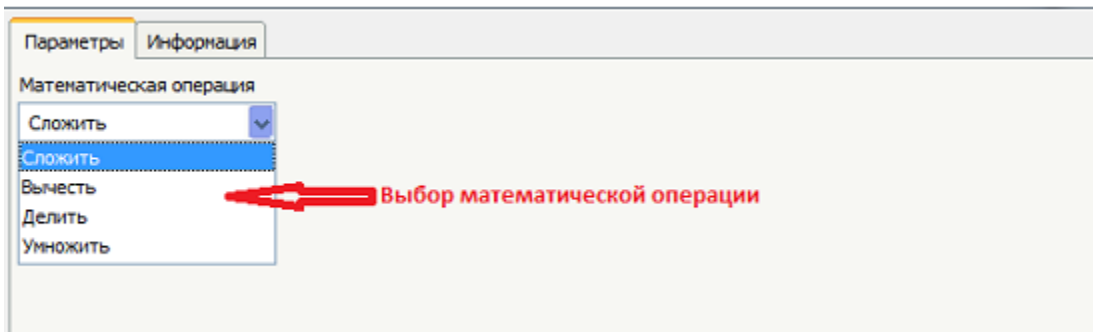 Параметры Информация
Математическая операция
Сложить
Сложить
Вычесть
Выбор математической операции
Делить
Умножить